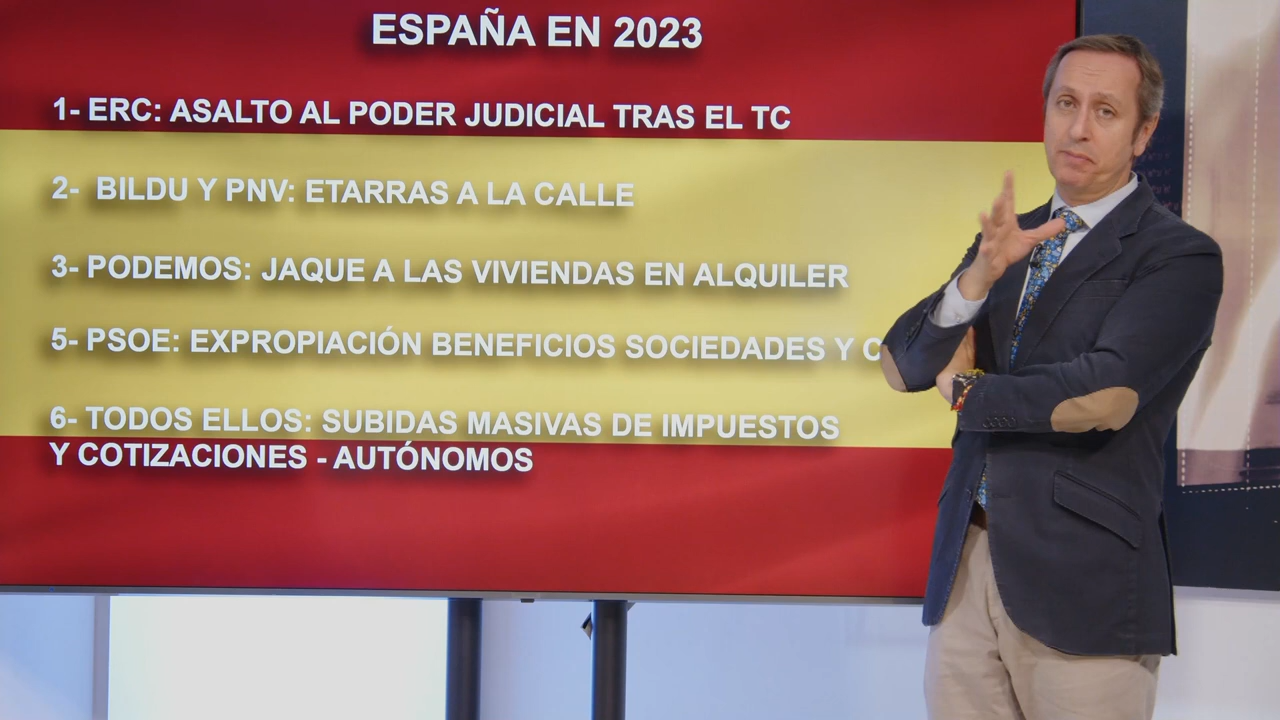 ESPAÑA EN 2023
1- ERC: ASALTO AL PODER JUDICIAL TRAS EL TC
2- BILDU Y PNV: ETARRAS A LA CALLE
3- PODEMOS: JAQUE A LAS VIVIENDAS EN ALQUILER
5- PSOE: EXPROPIACIÓN BENEFICIOS SOCIEDADES Y
6- TODOS ELLOS: SUBIDAS MASIVAS DE IMPUESTOS
Y COTIZACIONES - AUTÓNOMOS